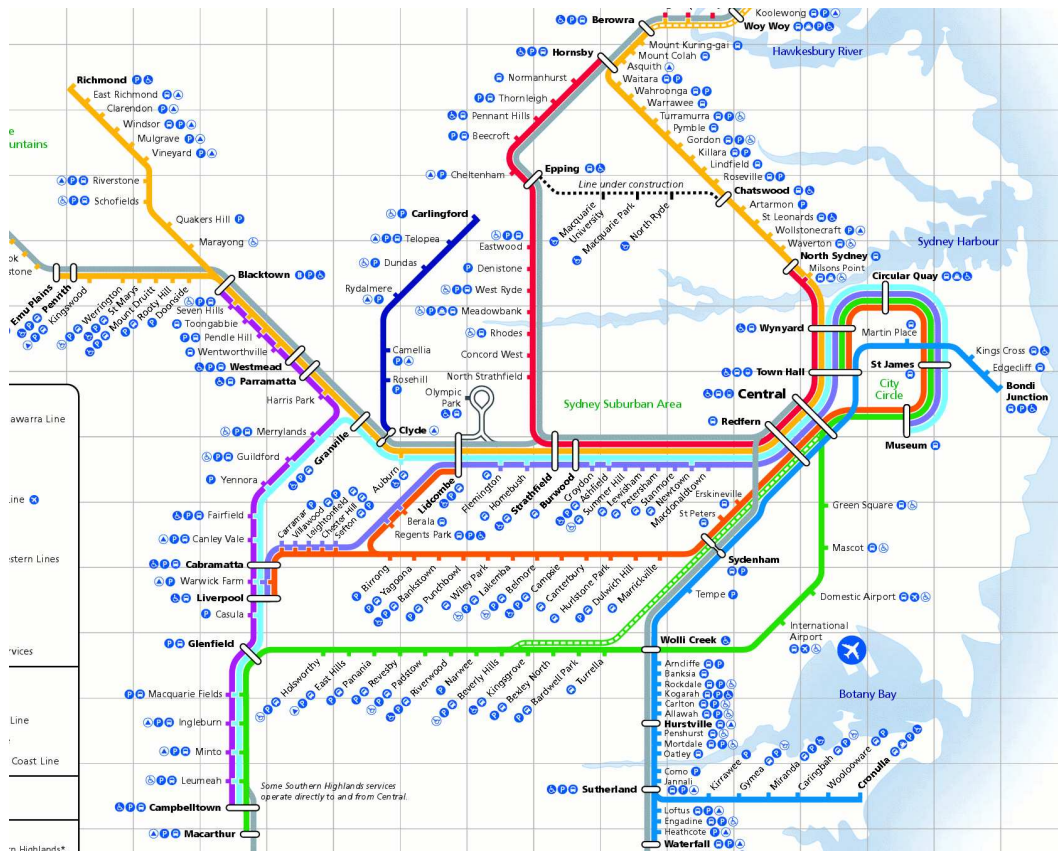 Berowra
Koolewong
Woy Woy
Hornsby
Mount Kuring-gai
Mount Colah
Hawkesbury River
Asquith
Richmond
Normanhurst
Waitara
East Richmond
Thornleigh
Wahroonga
Clarendon
Warrawee
Windsor
Pennant Hills
Turramurra
Mulgrave
Beecroft
Pymble
Gordon
untains
Vineyard
Killara
Epping
Lindfield
Riverstone
Cheltenham
Roseville
Line under construction
Chatswood
Schofields
Artarmon
Carlingford
Macquarie
University
Macquarie Park
North Ryde
St Leonards
Quakers Hill
Wollstonecraft
Marayong
Telopea
Eastwood
Waverton
Sydney Harbour
North Sydney
Dundas
Denistone
Milsons Point
Circular Quay
stone
Emu Plains
Penrith
Kingswood
Werrington
St Marys
Mount Druitt
Rooty Hill
Doonside
Blacktown
Rydalmere
West Ryde
Seven Hills
Meadowbank
Toongabbie
Wynyard
Martin Place
Pendle Hill
Rhodes
Wentworthville
Camellia
Concord West
Kings Cross
Westmead
Town Hall
St James
Edgecliff
Parramatta
Rosehill
North Strathfield
City
Circle
Bondi
Junction
Harris Park
Olympic
Park
Sydney Suburban Area
Central
awarra Line
Merrylands
Granville
Clyde
Redfern
Museum
Guildford
Auburn
Lidcombe
Flemington
Homebush
Strathfield
Burwood
Croydon
Ashfield
Summer Hill
Lewisham
Petersham
Stanmore
Newtown
Macdonaldtown
Yennora
Erskineville
ine
Carramar
Villawood
Leightonfield
Chester Hill
Sefton
Fairfield
Berala
St Peters
Green Square
Regents Park
Canley Vale
Mascot
estern Lines
Cabramatta
Sydenham
Birrong
Yagoona
Bankstown
Punchbowl
Wiley Park
Lakemba
Belmore
Campsie
Canterbury
Hurlstone Park
Dulwich Hill
Marrickville
Warwick Farm
Liverpool
Tempe
Domestic Airport
Casula
International
Airport
Glenfield
Wolli Creek
rvices
Holsworthy
East Hills
Panania
Revesby
Padstow
Riverwood
Narwee
Beverly Hills
Kingsgrove
Bexley North
Bardwell Park
Turrella
Arncliffe
Banksia
Rockdale
Macquarie Fields
Kogarah
Botany Bay
Carlton
Allawah
Line
Ingleburn
Hurstville
Penshurst
Mortdale
Minto
Oatley
Coast Line
Como
Jannali
Kirrawee
Gymea
Miranda
Caringbah
Woolooware
Cronulla
Leumeah
Some Southern Highlands services
operate directly to and from Central.
Sutherland
Campbelltown
Loftus
Engadine
Macarthur
Heathcote
Waterfall
rn Highlands*